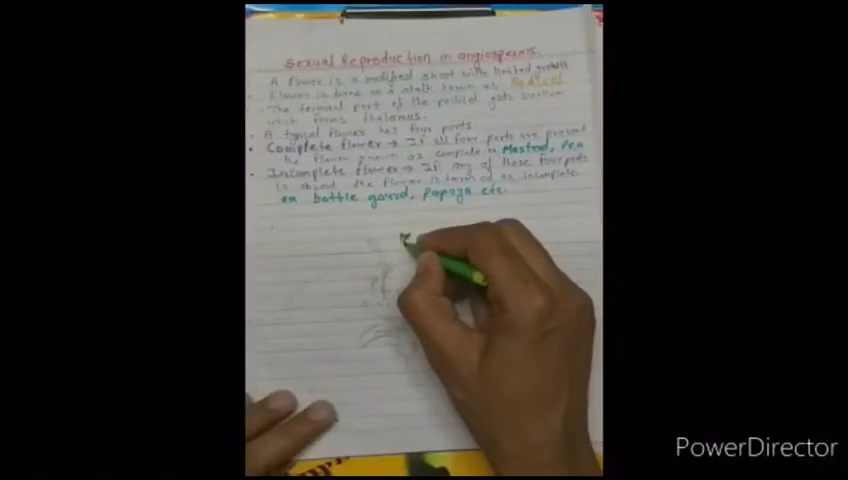 Sexual Reproduction in angiosperms.
A flower is a modified shoot with limited growth
Flower is borne on a stalk known as Pedicel
The terminal part of the pedicel gets swollen
which forms thalamus.
A typical flower has four parts.
Complete flower → If all four parts are present
the flower known as complete ex Mustard, Pea
Incomplete flower → If any of these four parts
is absent the flower is termed as incomplete.
ex bottle gourd, Papaya etc.
PowerDirector